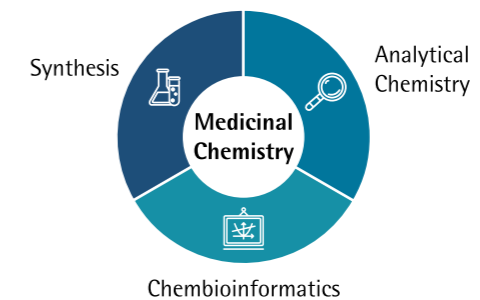 Synthesis
Analytical
Chemistry
Medicinal
Chemistry
Chembioinformatics